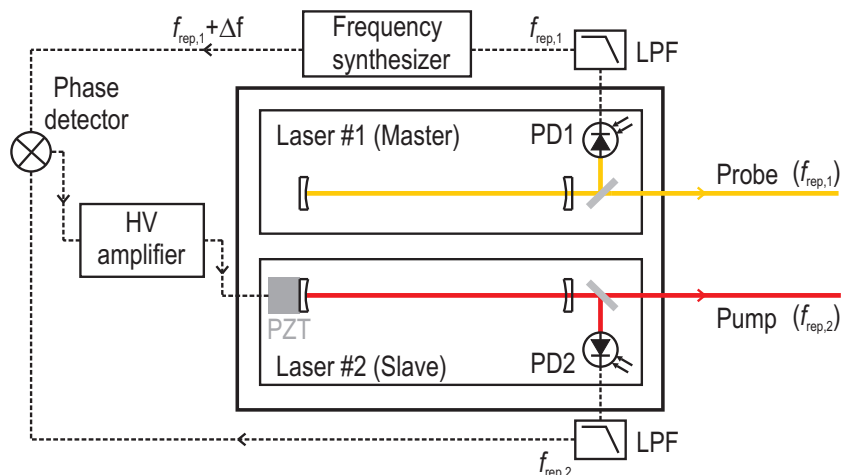 f_rep,1+Δf
Frequency
synthesizer
f_rep,1
LPF
Phase
detector
Laser #1 (Master)
PD1
Probe (f_rep,1)
HV
amplifier
PZT
Pump (f_rep,2)
PD2
Laser #2 (Slave)
LPF
f_rep,2